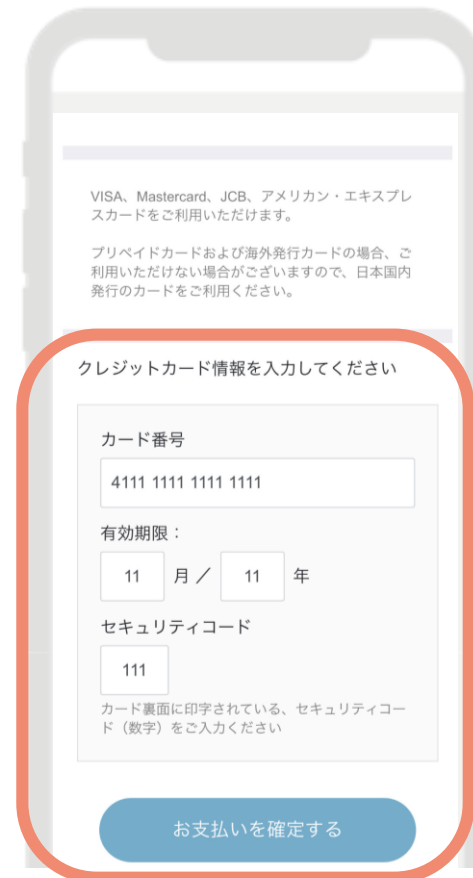 VISA、Mastercard、JCB、アメリカン・エキスプレ
スカードをご利用いただけます。
プリペイドカードおよび海外発行カードの場合、ご
利用いただけない場合がございますので、日本国内
発行のカードをご利用ください。
クレジットカード情報を入力してください
カード番号
4111 1111 1111 1111
有効期限：
11 月 ／ 11 年
セキュリティコード
111
カード裏面に印字されている、セキュリティコー
ド（数字）をご入力ください
お支払いを確定する